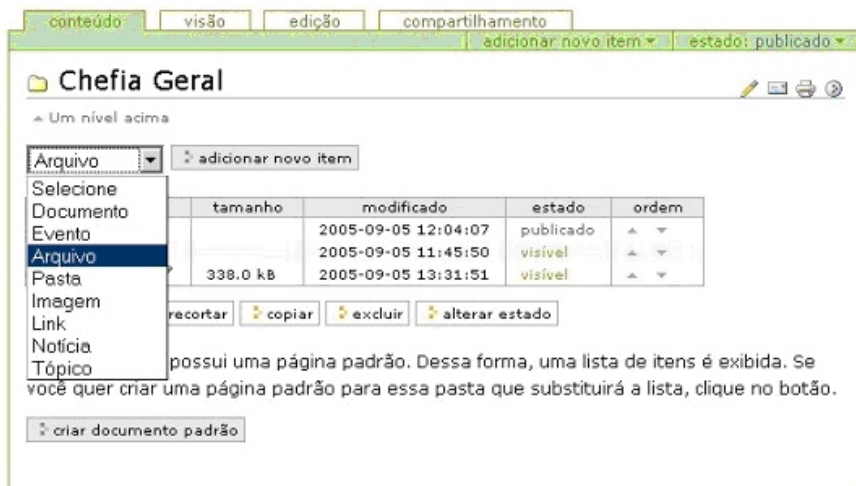 conteúdo visão edição compartilhamento
adicionar novo item estado: publicado
Chefia Geral
Um nível acima
Arquivo adicionar novo item
Selecione
Documento tamanho modificado estado ordem
Evento 2005-09-05 12:04:07 publicado
Arquivo 2005-09-05 11:45:50 visível
Pasta 338.0 kB 2005-09-05 13:31:51 visível
Imagem
Link recortar copiar excluir alterar estado
Notícia
Tópico possui uma página padrão. Dessa forma, uma lista de itens é exibida. Se
você quer criar uma página padrão para essa pasta que substituirá a lista, clique no botão.
criar documento padrão